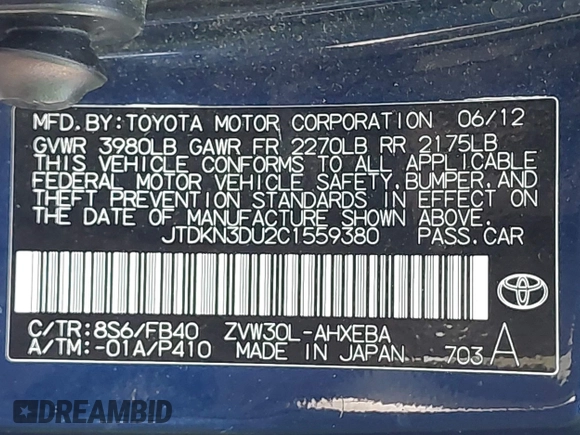 MFD.BY:TOYOTA MOTOR CORPORATION 06/12
GVWR 3980LB GAWR FR 2270LB RR 2175LB
THIS VEHICLE CONFORMS TO ALL APPLICABLE
FEDERAL MOTOR VEHICLE SAFETY,BUMPER,AND
THEFT PREVENTION STANDARDS IN EFFECT ON
THE DATE OF MANUFACTURE SHOWN ABOVE.
JTDKN3DU2C1559380 PASS.CAR
C/TR:8S6/FB40 ZVW30L-AHXEBA
A/TM:-01A/P410 MADE IN JAPAN 703 A
DREAMBID